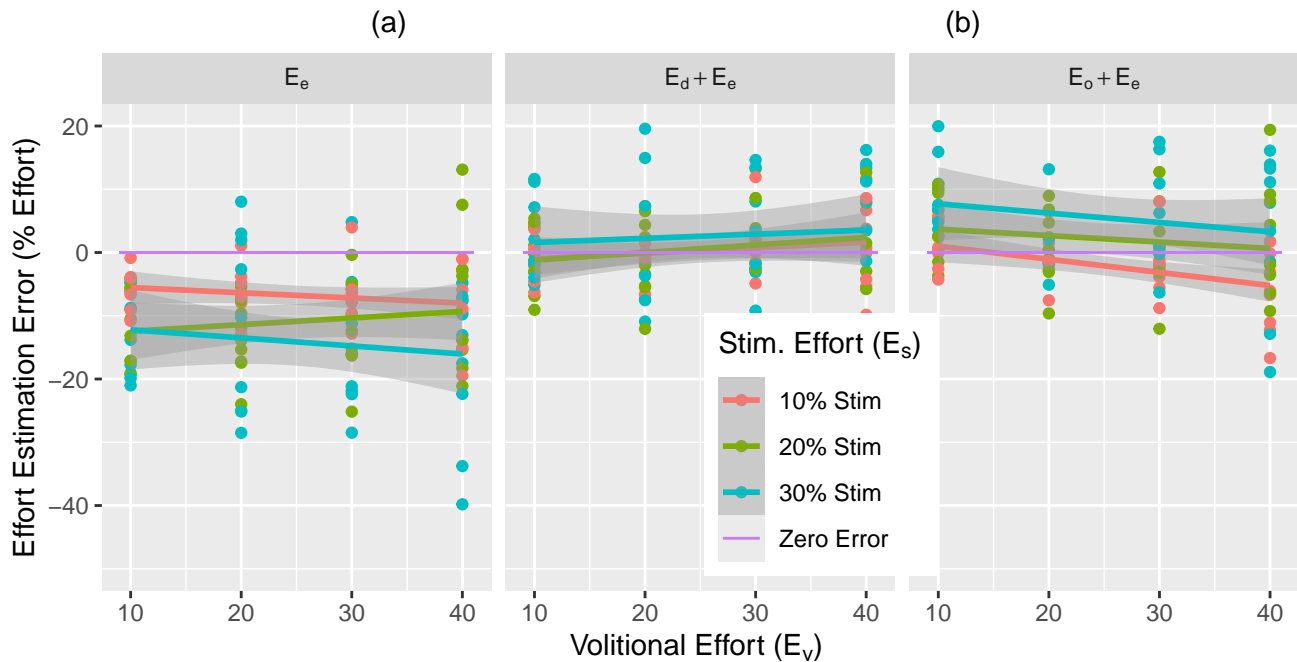 (a) (b)
Eₑ E_d + Eₑ Eₒ + Eₑ
Effort Estimation Error (% Effort)
20
0
−20
−40
Stim. Effort (Eₛ)
10% Stim
20% Stim
30% Stim
Zero Error
10 20 30 40 10 20 30 40 10 20 30 40
Volitional Effort (Eᵥ)